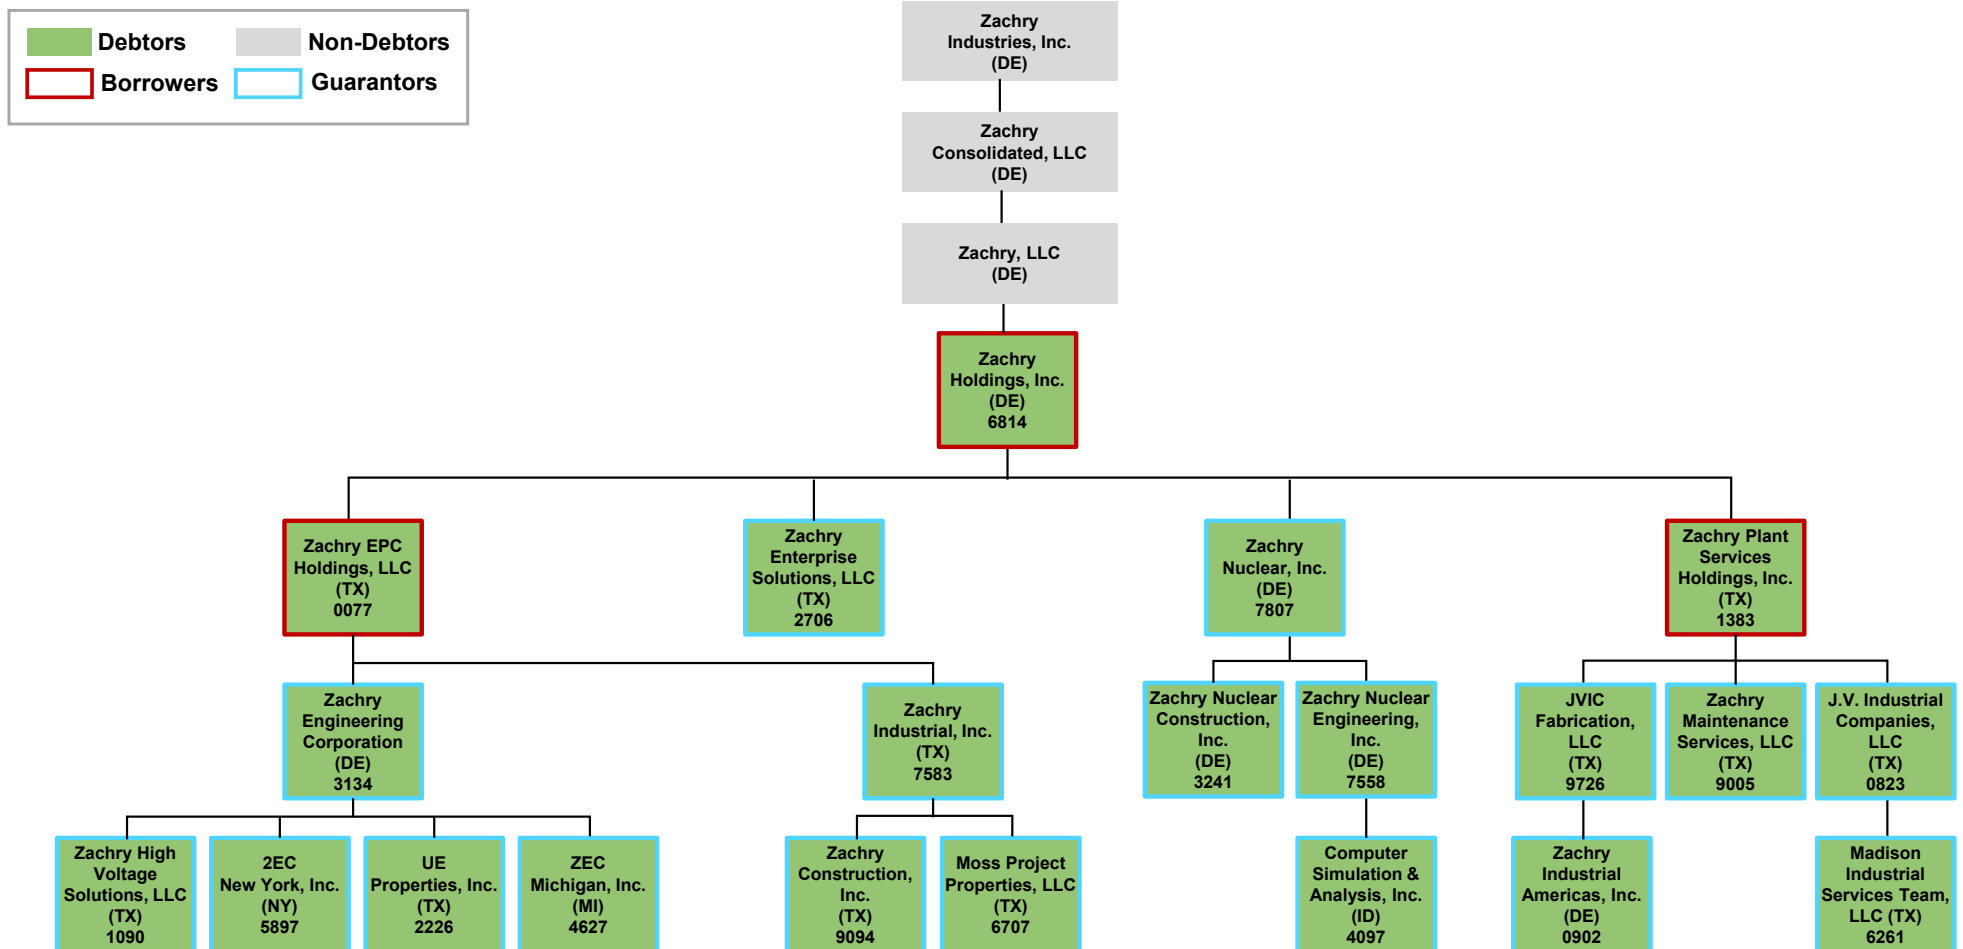 Debtors
Non-Debtors
Borrowers
Guarantors
Zachry
Industries, Inc.
(DE)
Zachry
Consolidated, LLC
(DE)
Zachry, LLC
(DE)
Zachry
Holdings, Inc.
(DE)
6814
Zachry EPC
Holdings, LLC
(TX)
0077
Zachry
Enterprise
Solutions, LLC
(TX)
2706
Zachry
Nuclear, Inc.
(DE)
7807
Zachry Plant
Services
Holdings, Inc.
(TX)
1383
Zachry
Engineering
Corporation
(DE)
3134
Zachry
Industrial, Inc.
(TX)
7583
Zachry Nuclear
Construction,
Inc.
(DE)
3241
Zachry Nuclear
Engineering,
Inc.
(DE)
7558
JVIC
Fabrication,
LLC
(TX)
9726
Zachry
Maintenance
Services, LLC
(TX)
9005
J.V. Industrial
Companies,
LLC
(TX)
0823
Zachry High
Voltage
Solutions, LLC
(TX)
1090
2EC
New York, Inc.
(NY)
5897
UE
Properties, Inc.
(TX)
2226
ZEC
Michigan, Inc.
(MI)
4627
Zachry
Construction,
Inc.
(TX)
9094
Moss Project
Properties, LLC
(TX)
6707
Computer
Simulation &
Analysis, Inc.
(ID)
4097
Zachry
Industrial
Americas, Inc.
(DE)
0902
Madison
Industrial
Services Team,
LLC (TX)
6261